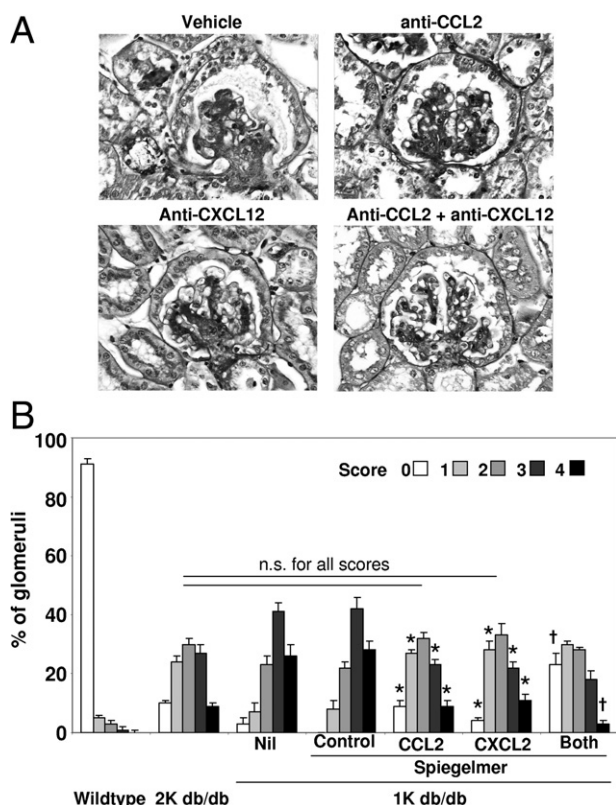 A
Vehicle anti-CCL2
Anti-CXCL12 Anti-CCL2 + anti-CXCL12
B
100
Score 0 1 2 3 4
80
60
n.s. for all scores
40
* * * * * * * * † †
20
0
% of glomeruli
Nil Control CCL2 CXCL2 Both
Spiegelmer
Wildtype 2K db/db 1K db/db